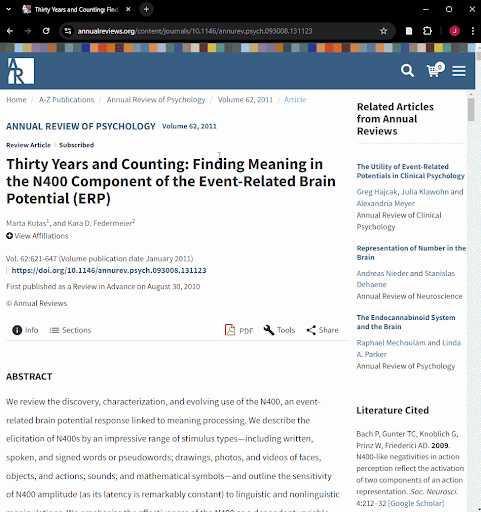 Thirty Years and Counting: Find
annualreviews.org/content/journals/10.1146/annurev.psych.093008.131123
J
AR
0
Home / A-Z Publications / Annual Review of Psychology / Volume 62, 2011 / Article
ANNUAL REVIEW OF PSYCHOLOGY Volume 62, 2011
Review Article | Subscribed
Thirty Years and Counting: Finding Meaning in
the N400 Component of the Event-Related Brain
Potential (ERP)
Marta Kutas1, and Kara D. Federmeier2
View Affiliations
Vol. 62:621-647 (Volume publication date January 2011)
| https://doi.org/10.1146/annurev.psych.093008.131123
First published as a Review in Advance on August 30, 2010
© Annual Reviews
Info Sections PDF Tools Share
ABSTRACT
We review the discovery, characterization, and evolving use of the N400, an event-
related brain potential response linked to meaning processing. We describe the
elicitation of N400s by an impressive range of stimulus types—including written,
spoken, and signed words or pseudowords; drawings, photos, and videos of faces,
objects, and actions; sounds; and mathematical symbols—and outline the sensitivity
of N400 amplitude (as its latency is remarkably constant) to linguistic and nonlinguistic
Related Articles
from Annual
Reviews
The Utility of Event-Related
Potentials in Clinical Psychology
Greg Hajcak, Julia Klawohn and
Alexandria Meyer
Annual Review of Clinical
Psychology
Representation of Number in the
Brain
Andreas Nieder and Stanislas
Dehaene
Annual Review of Neuroscience
The Endocannabinoid System
and the Brain
Raphael Mechoulam and Linda
A. Parker
Annual Review of Psychology
Literature Cited
Bach P, Gunter TC, Knoblich G,
Prinz W, Friederici AD. 2009.
N400-like negativities in action
perception reflect the activation
of two components of an action
representation. Soc. Neurosci.
4:212–32 [Google Scholar]